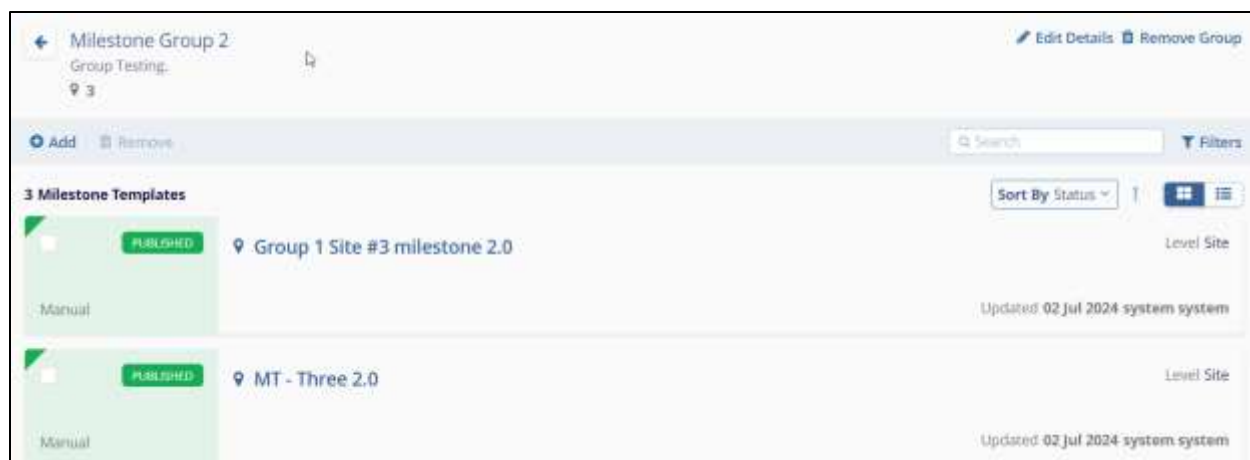 Milestone Group 2
Edit Details Remove Group
Group Testing.
3
Add Remove
Search
Filters
3 Milestone Templates
Sort By Status
PUBLISHED
Group 1 Site #3 milestone 2.0
Level Site
Manual
Updated 02 Jul 2024 system system
PUBLISHED
MT - Three 2.0
Level Site
Manual
Updated 02 Jul 2024 system system